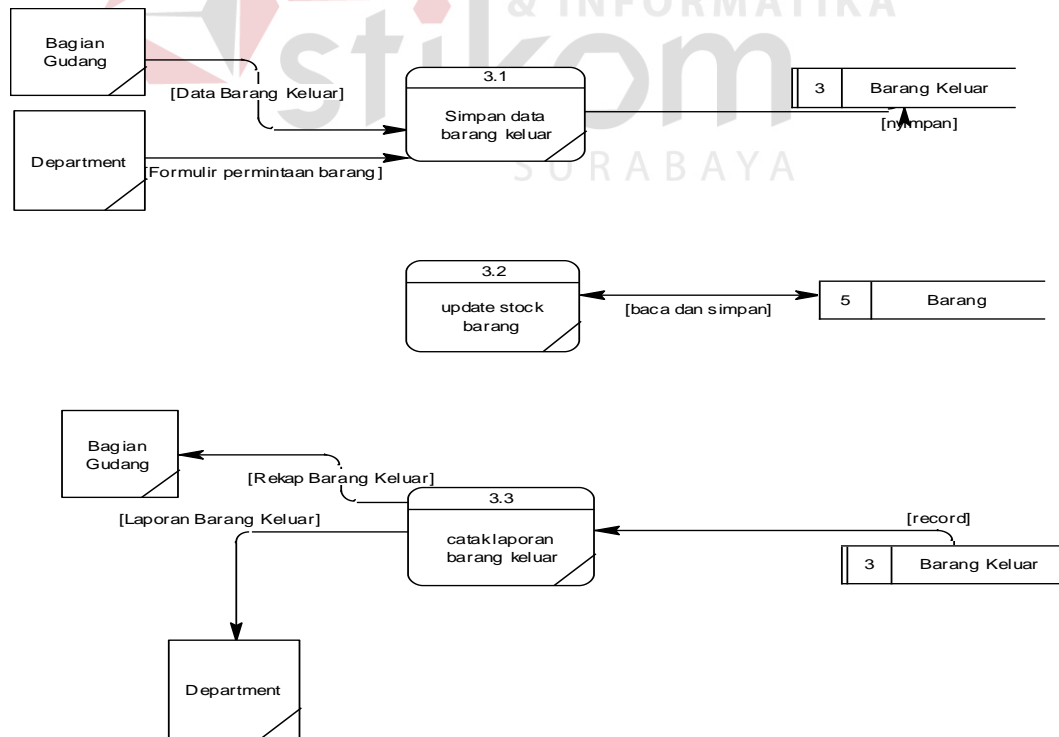 & INFORMATIKA
stikom
SURABAYA
Bagian
Gudang
[Data Barang Keluar]
Department
[Formulir permintaan barang]
3.1
Simpan data
barang keluar
3 Barang Keluar
[nyimpan]
3.2
update stock
barang
[baca dan simpan]
5 Barang
Bagian
Gudang
[Rekap Barang Keluar]
[Laporan Barang Keluar]
3.3
catak laporan
barang keluar
[record]
3 Barang Keluar
Department